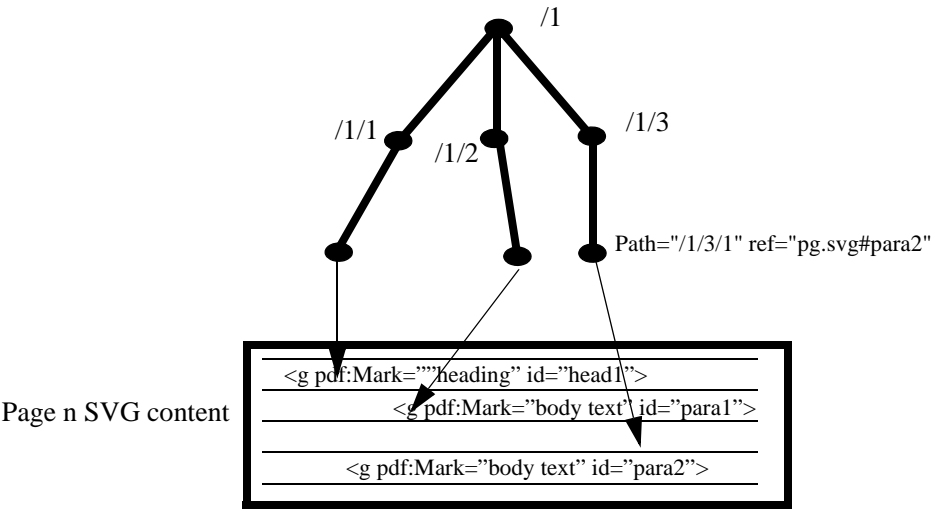 /1
/1/1
/1/2
/1/3
Path="/1/3/1" ref="pg.svg#para2"
Page n SVG content
<g pdf:Mark=””heading” id=”head1”>
<g pdf:Mark=”body text” id=”para1”>
<g pdf:Mark=”body text” id=”para2”>